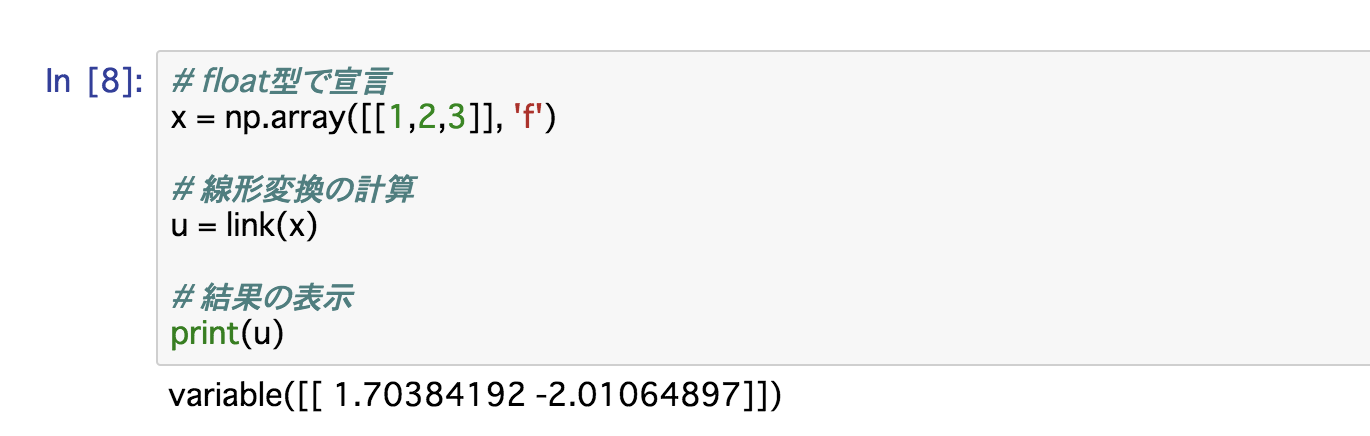 In [8]:
# float型で宣言
x = np.array([[1,2,3]], 'f')
# 線形変換の計算
u = link(x)
# 結果の表示
print(u)
variable([[ 1.70384192 -2.01064897]])